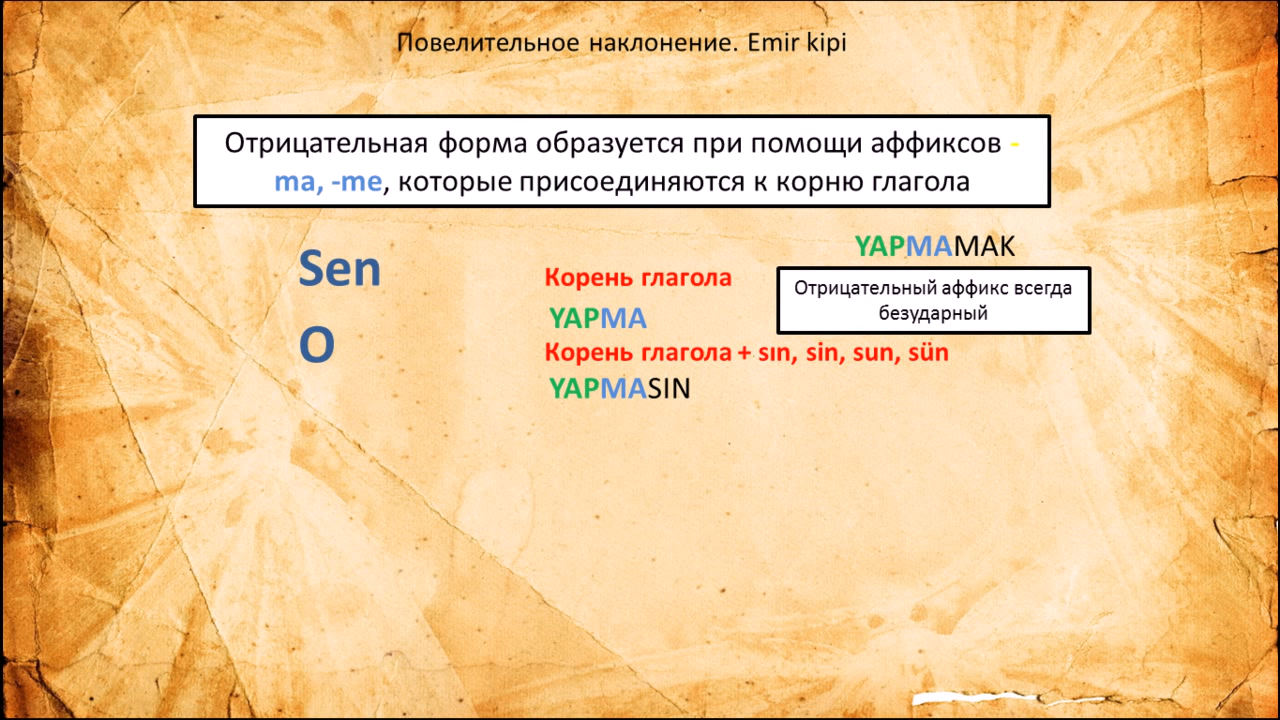 Повелительное наклонение. Emir kipi
Отрицательная форма образуется при помощи аффиксов -
ma, -me, которые присоединяются к корню глагола
Sen
YAPMAMAK
Корень глагола
Отрицательный аффикс всегда
безударный
YAPMA
O
Корень глагола + sın, sin, sun, sün
YAPMASIN